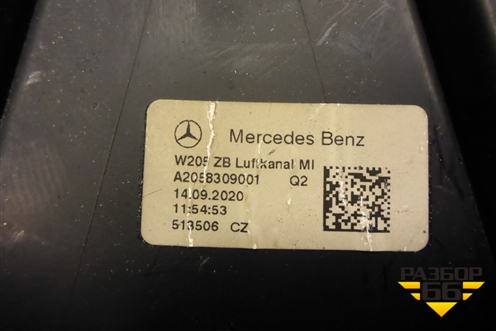 Mercedes Benz
W205 ZB Luftkanal MI
A2058309001 Q2
14.09.2020
11:54:53
513506 CZ
РАЗБОР
66